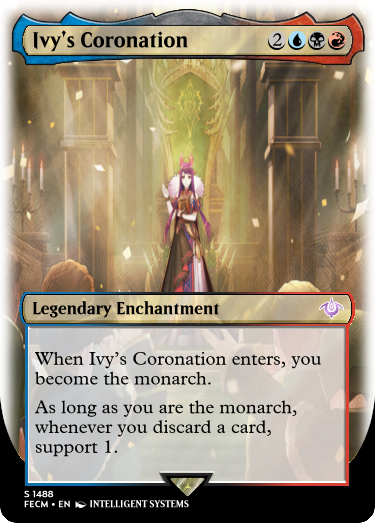 Ivy's Coronation 2
Legendary Enchantment
When Ivy's Coronation enters, you
become the monarch.
As long as you are the monarch,
whenever you discard a card,
support 1.
S 1488
FECM • EN INTELLIGENT SYSTEMS